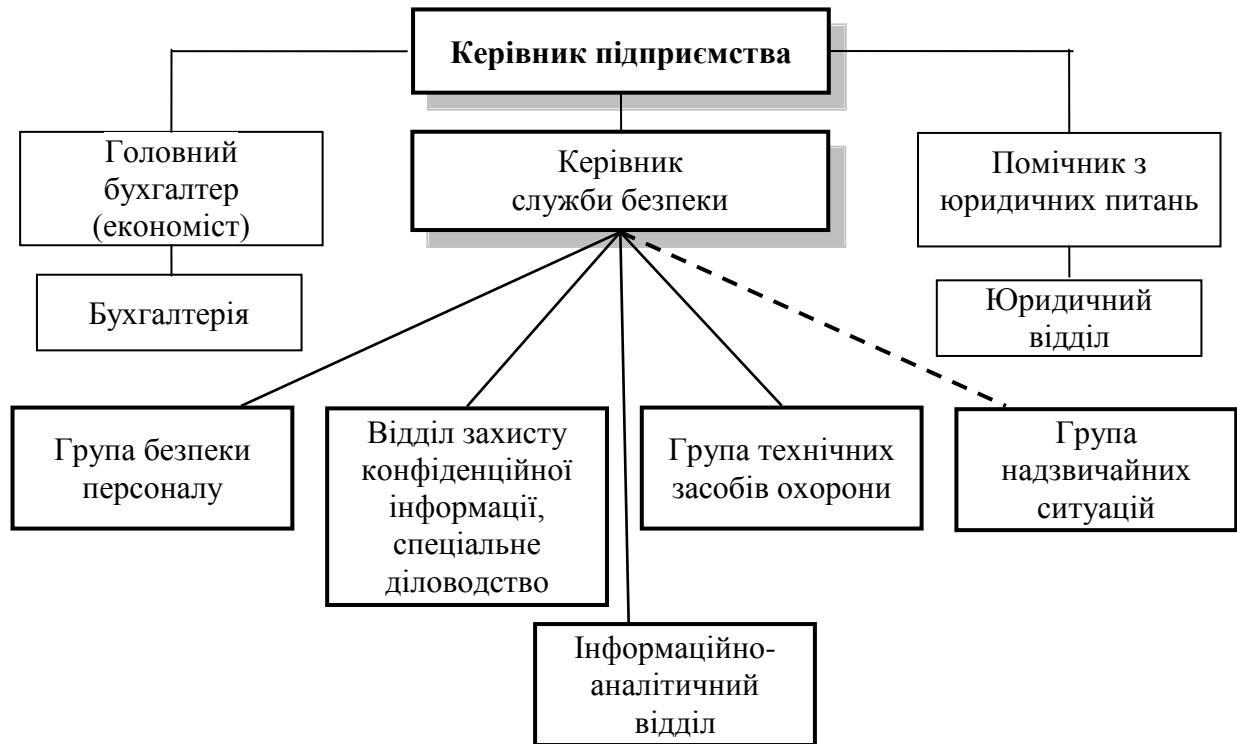 Керівник підприємства
Головний
бухгалтер
(економіст)
Керівник
служби безпеки
Помічник з
юридичних питань
Бухгалтерія
Юридичний
відділ
Група безпеки
персоналу
Відділ захисту
конфіденційної
інформації,
спеціальне
діловодство
Група технічних
засобів охорони
Група
надзвичайних
ситуацій
Інформаційно-
аналітичний
відділ